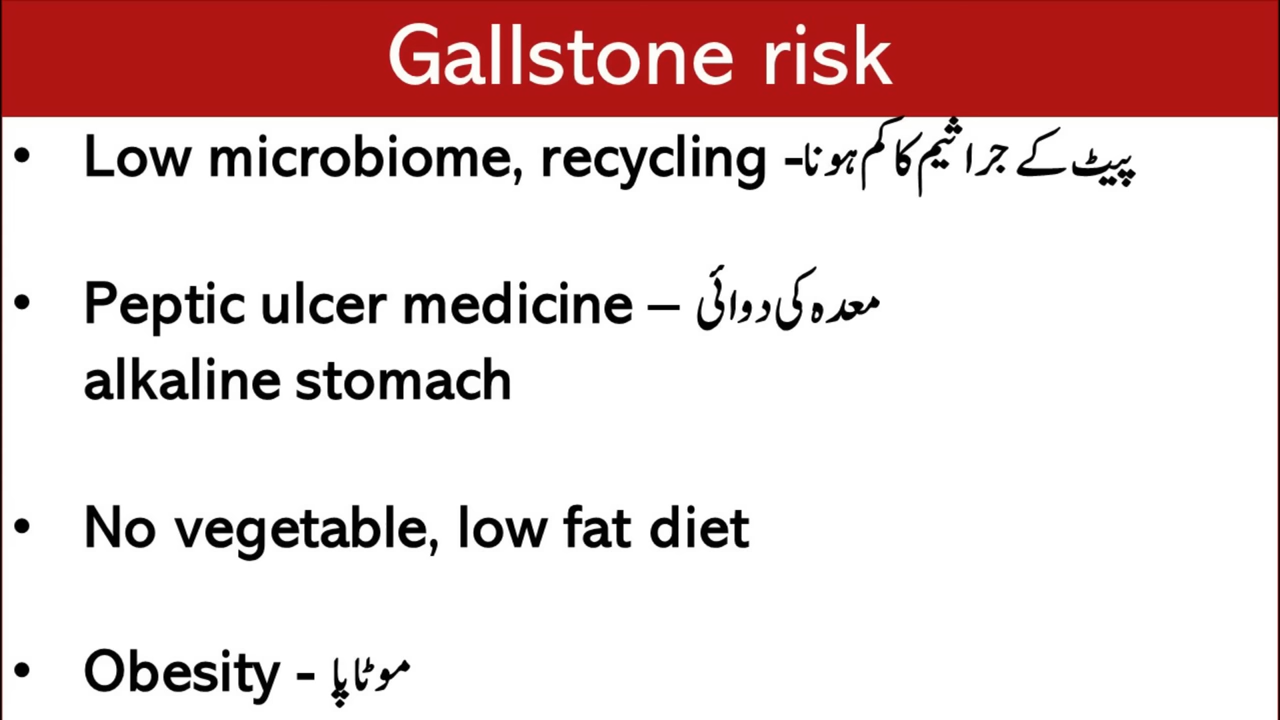 Gallstone risk
• Low microbiome, recycling -پیٹ کے جراثیم کا کم ہونا
• Peptic ulcer medicine – معدہ کی دوائی
alkaline stomach
• No vegetable, low fat diet
• Obesity - موٹاپا